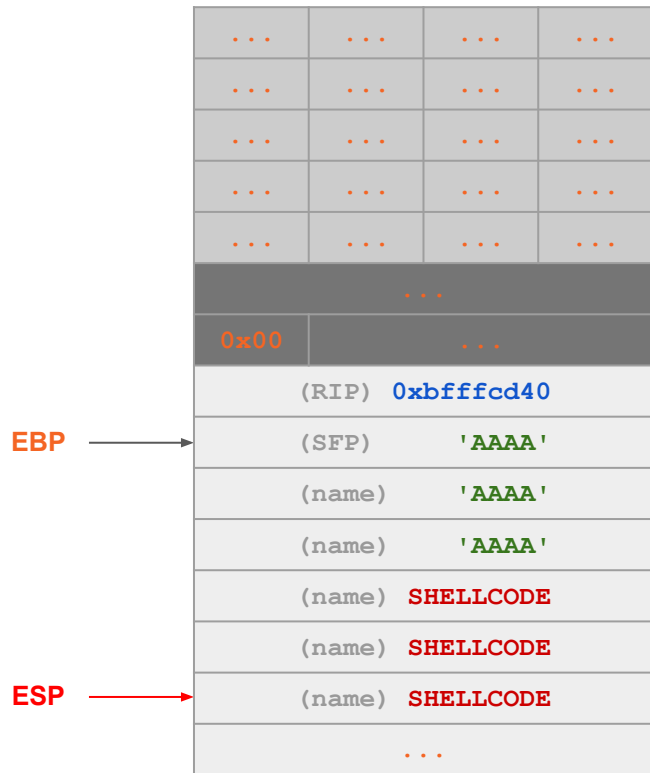 ... ... ... ...
... ... ... ...
... ... ... ...
... ... ... ...
... ... ... ...
...
0x00 ...
(RIP) 0xbfffcd40
EBP (SFP) 'AAAA'
(name) 'AAAA'
(name) 'AAAA'
(name) SHELLCODE
(name) SHELLCODE
ESP (name) SHELLCODE
...